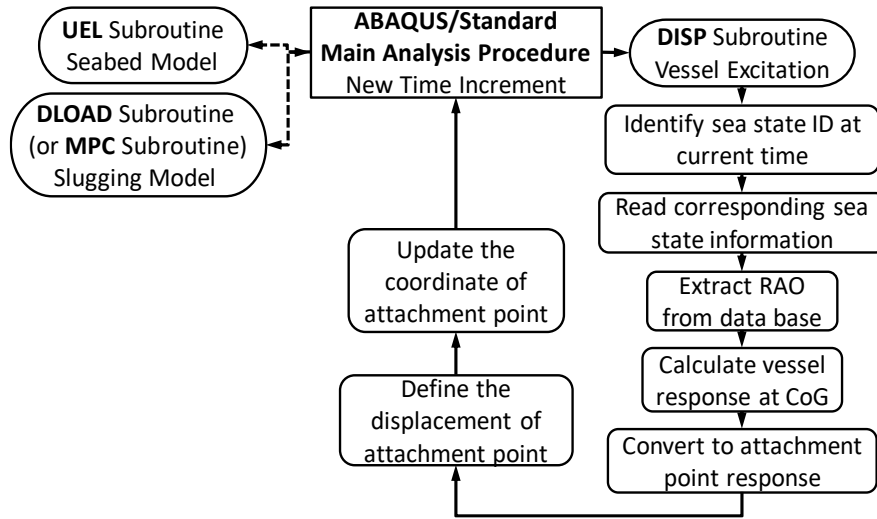 UEL Subroutine
Seabed Model
DLOAD Subroutine
(or MPC Subroutine)
Slugging Model
ABAQUS/Standard
Main Analysis Procedure
New Time Increment
DISP Subroutine
Vessel Excitation
Identify sea state ID at
current time
Read corresponding sea
state information
Extract RAO
from data base
Calculate vessel
response at CoG
Convert to attachment
point response
Define the
displacement of
attachment point
Update the
coordinate of
attachment point